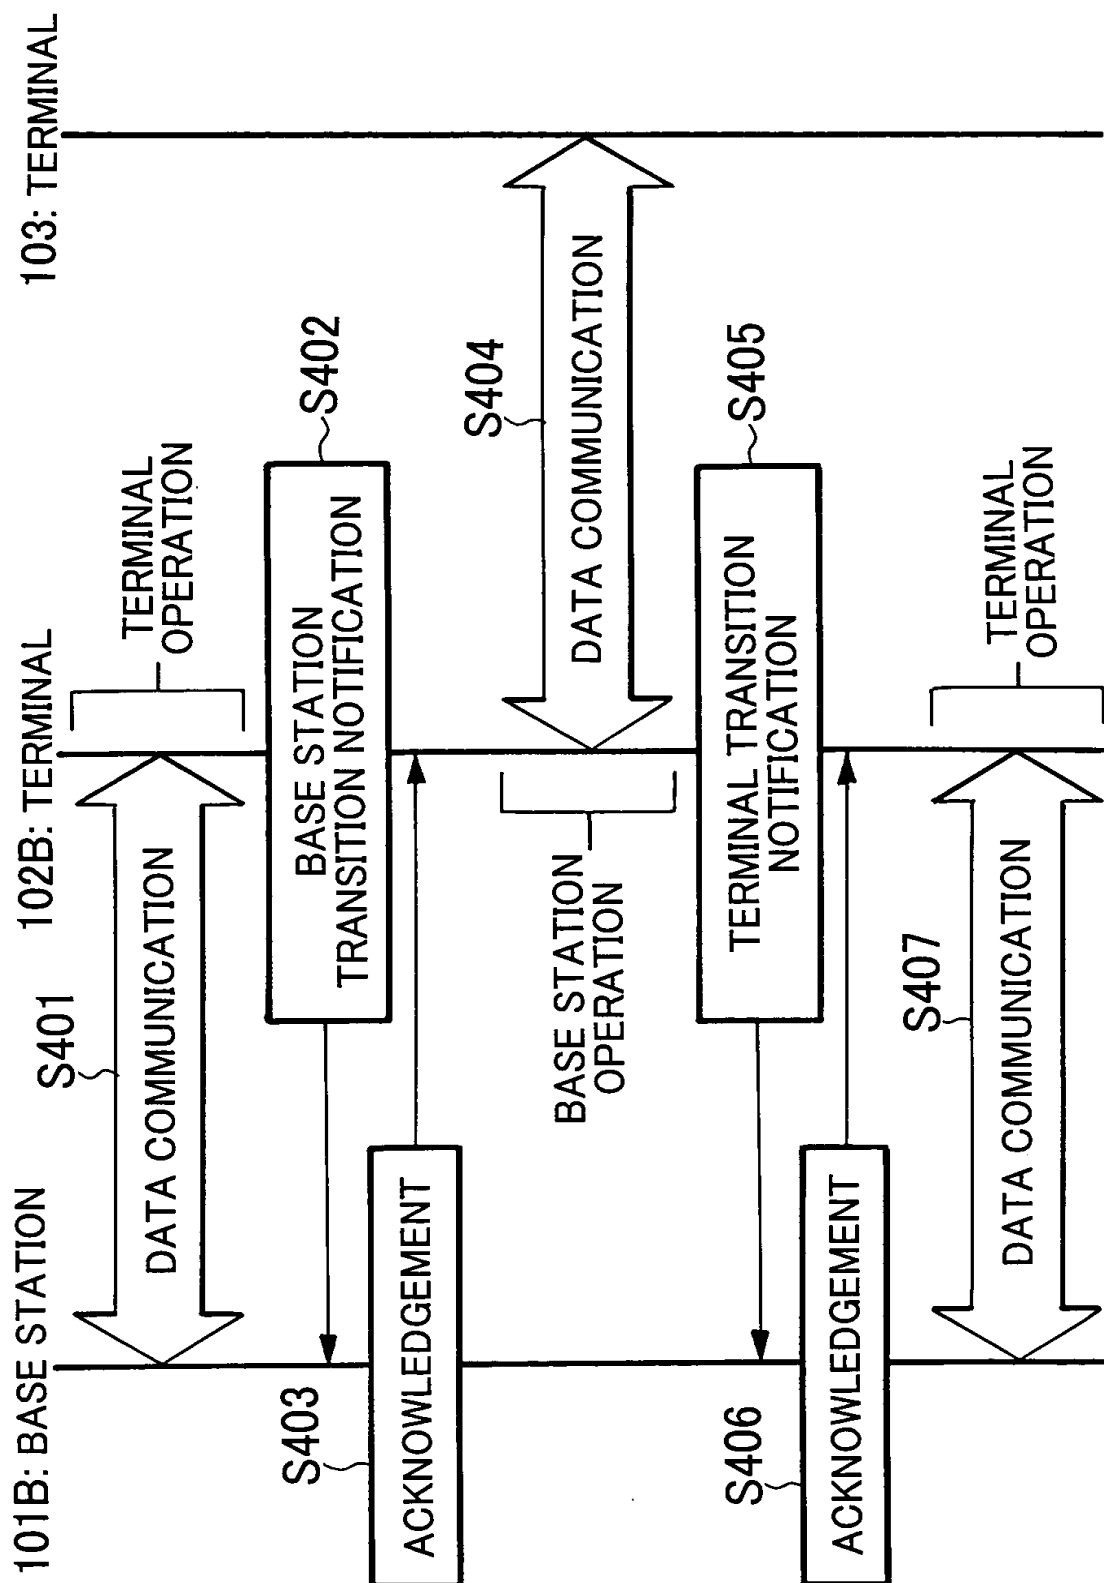 101B: BASE STATION
102B: TERMINAL
103: TERMINAL
S401
DATA COMMUNICATION
TERMINAL
OPERATION
BASE STATION
TRANSITION NOTIFICATION
S402
S403
ACKNOWLEDGEMENT
S404
DATA COMMUNICATION
BASE STATION
OPERATION
TERMINAL TRANSITION
NOTIFICATION
S405
S406
ACKNOWLEDGEMENT
S407
DATA COMMUNICATION
TERMINAL
OPERATION